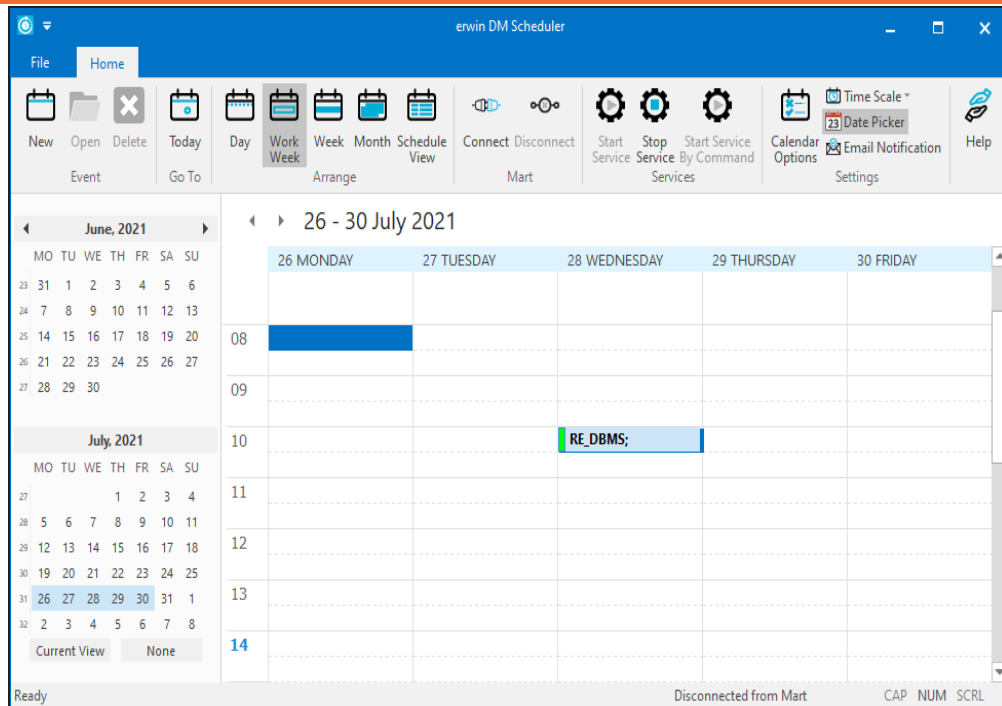 erwin DM Scheduler
File Home
New Open Delete Today Day Work Week Week Month Schedule View Connect Disconnect Start Service Stop Service Start Service By Command Calendar Options Time Scale Date Picker Email Notification Help
23
Event Go To Arrange Mart Services Settings
June, 2021
MO TU WE TH FR SA SU
23 31 1 2 3 4 5 6
24 7 8 9 10 11 12 13
25 14 15 16 17 18 19 20
26 21 22 23 24 25 26 27
27 28 29 30
July, 2021
MO TU WE TH FR SA SU
27 1 2 3 4
28 5 6 7 8 9 10 11
29 12 13 14 15 16 17 18
30 19 20 21 22 23 24 25
31 26 27 28 29 30 31 1
32 2 3 4 5 6 7 8
Current View None
26 - 30 July 2021
26 MONDAY 27 TUESDAY 28 WEDNESDAY 29 THURSDAY 30 FRIDAY
08
09
10 RE_DBMS;
11
12
13
14
Ready Disconnected from Mart CAP NUM SCRL